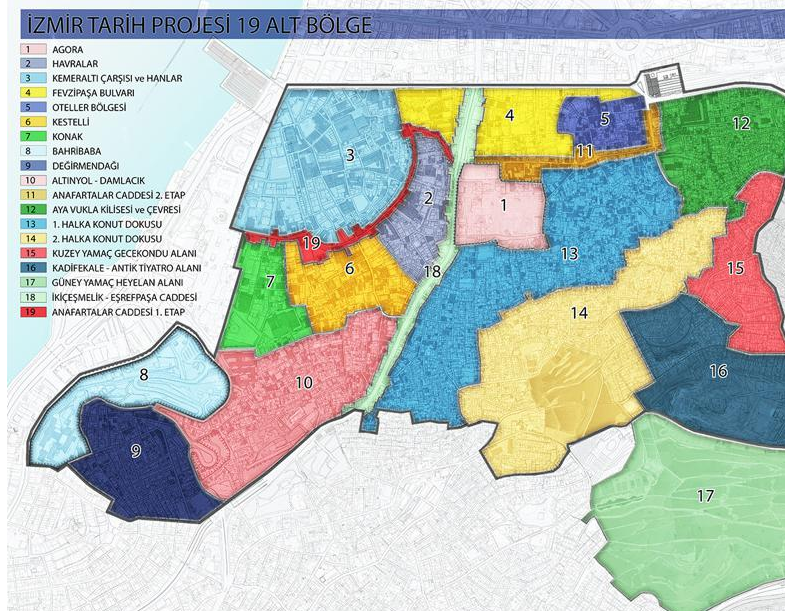 İZMİR TARİH PROJESİ 19 ALT BÖLGE
1 AGORA
2 HAVRALAR
3 KEMERALTI ÇARŞISI ve HANLAR
4 FEVZİPAŞA BULVARI
5 OTELLER BÖLGESİ
6 KESTELLİ
7 KONAK
8 BAHRİBABA
9 DEĞİRMENDAĞI
10 ALTINYOL - DAMLACIK
11 ANAFARTALAR CADDESİ 2. ETAP
12 AYA VUKLA KİLİSESİ ve ÇEVRESİ
13 1. HALKA KONUT DOKUSU
14 2. HALKA KONUT DOKUSU
15 KUZEY YAMAÇ GECEKONDU ALANI
16 KADİFEKALE - ANTİK TİYATRO ALANI
17 GÜNEY YAMAÇ HEYELAN ALANI
18 İKİÇEŞMELİK - EŞREFPAŞA CADDESİ
19 ANAFARTALAR CADDESİ 1. ETAP
4
5
12
3
11
2
1
19
13
6
18
15
7
14
8
10
16
9
17